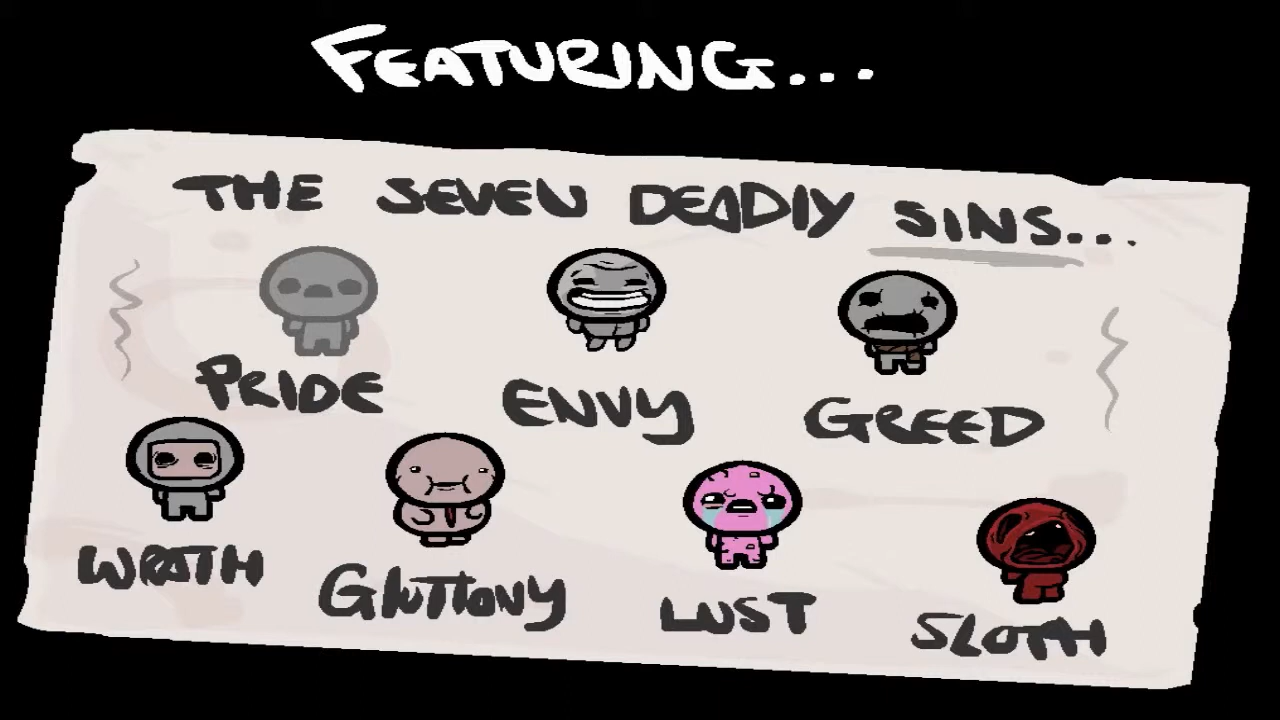 FEATURING...
THE SEVEN DEADLY SINS...
PRIDE ENVY GREED
WRATH GLUTTONY LUST SLOTH